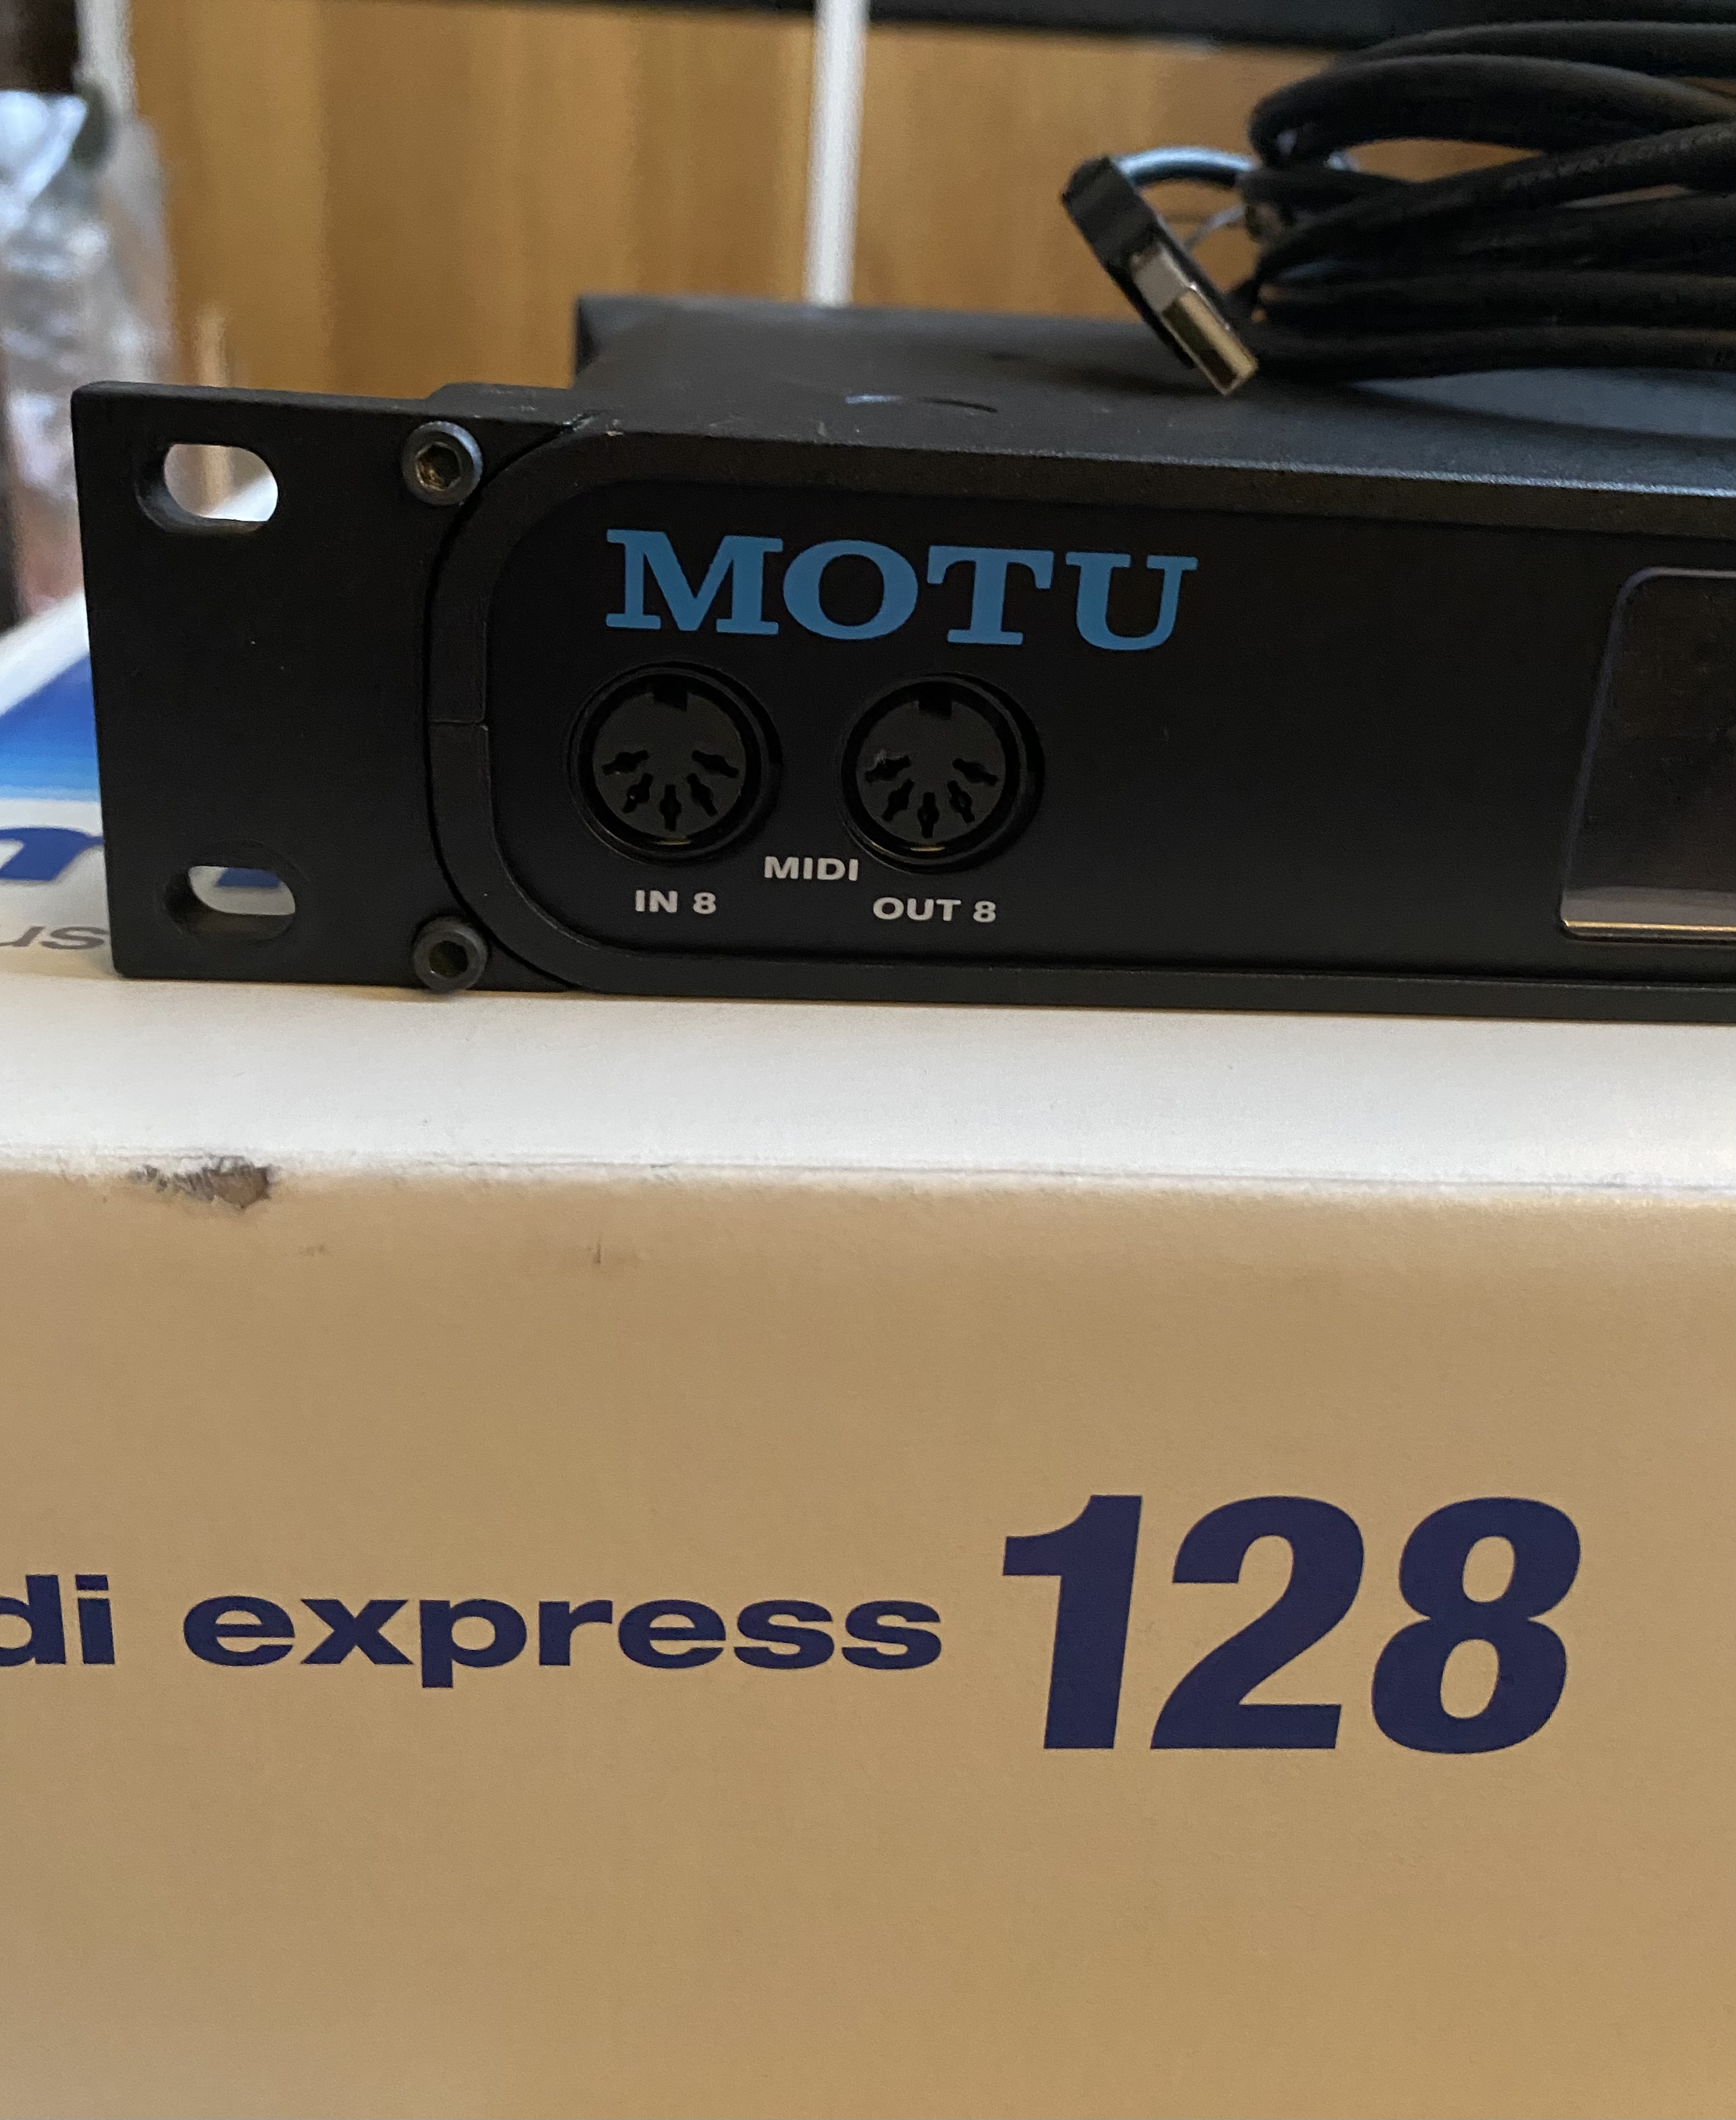 MOTU
MIDI
IN 8 OUT 8
di express 128